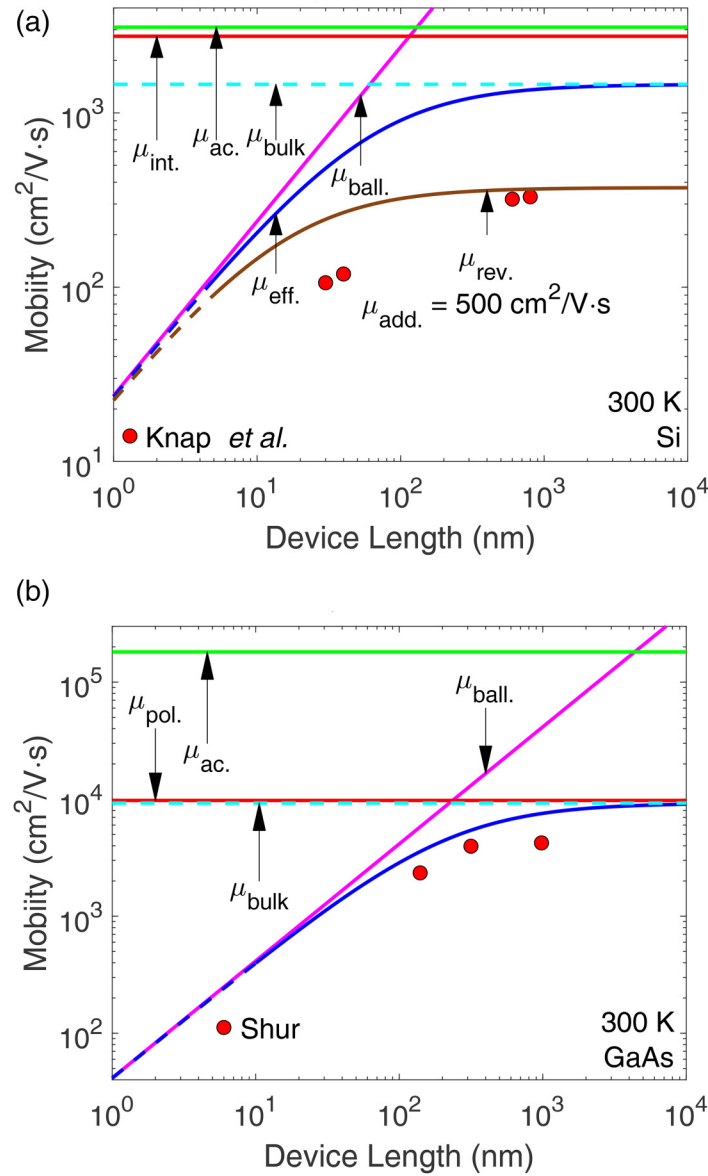 (a)
Mobiity (cm²/V·s)
10³
10²
10¹
μint.
μac.
μbulk
μball.
μeff.
μrev.
μadd. = 500 cm²/V·s
Knap et al.
300 K
Si
10⁰ 10¹ 10² 10³ 10⁴
Device Length (nm)
(b)
Mobiity (cm²/V·s)
10⁵
10⁴
10³
10²
μpol.
μac.
μball.
μbulk
Shur
300 K
GaAs
10⁰ 10¹ 10² 10³ 10⁴
Device Length (nm)